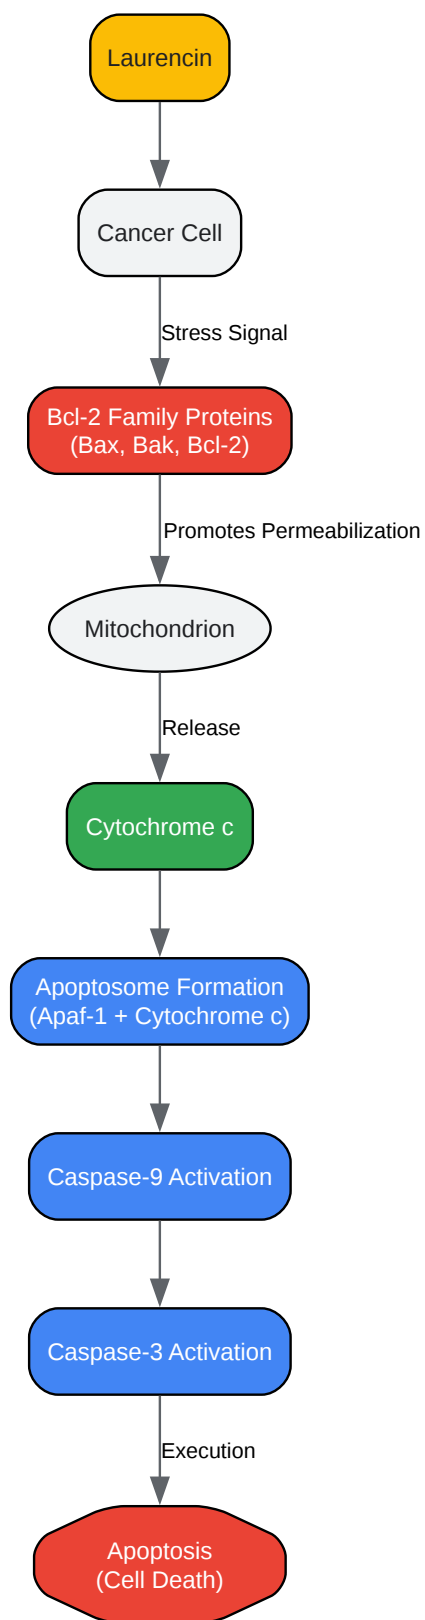 Laurencin
Cancer Cell
Stress Signal
Bcl-2 Family Proteins
(Bax, Bak, Bcl-2)
Promotes Permeabilization
Mitochondrion
Release
Cytochrome c
Apoptosome Formation
(Apaf-1 + Cytochrome c)
Caspase-9 Activation
Caspase-3 Activation
Execution
Apoptosis
(Cell Death)